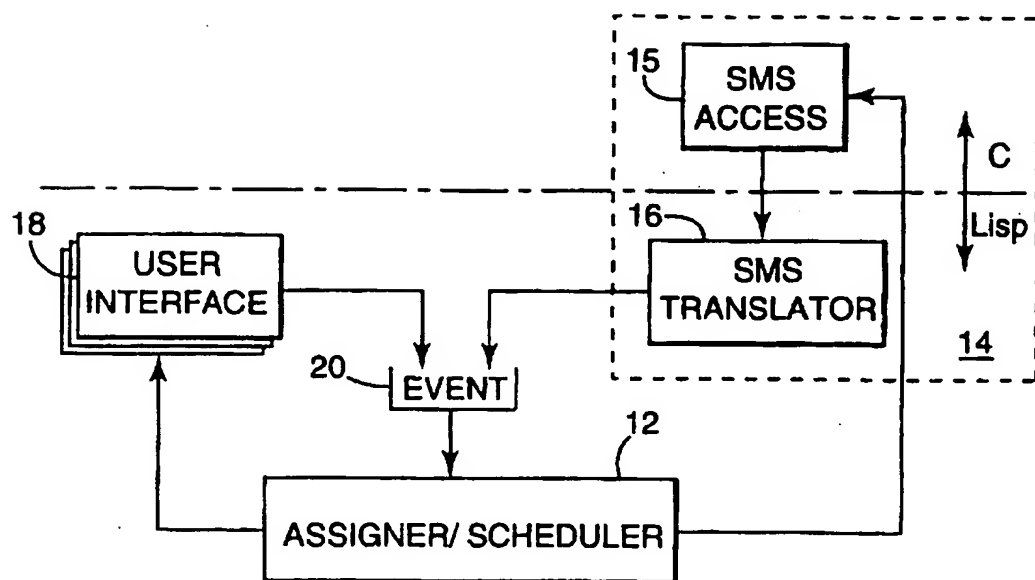 15
SMS
ACCESS
C
Lisp
18
USER
INTERFACE
16
SMS
TRANSLATOR
14
20
EVENT
12
ASSIGNER/ SCHEDULER